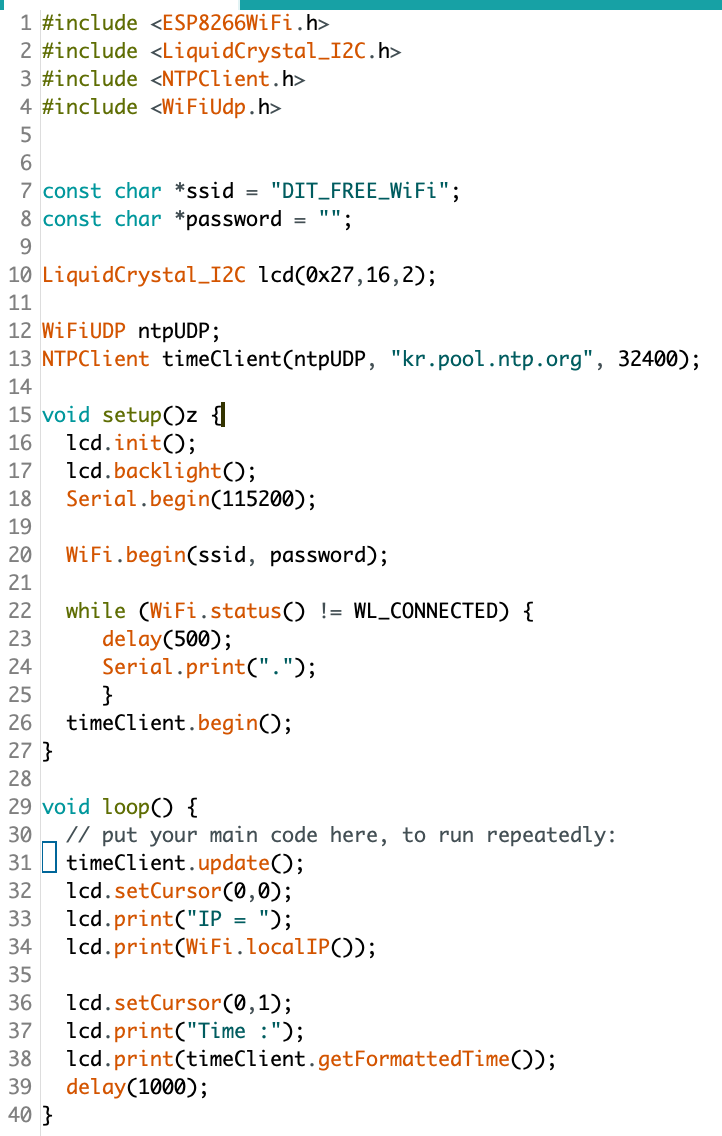 1 #include <ESP8266WiFi.h>
2 #include <LiquidCrystal_I2C.h>
3 #include <NTPClient.h>
4 #include <WiFiUdp.h>
5
6
7 const char *ssid = "DIT_FREE_WiFi";
8 const char *password = "";
9
10 LiquidCrystal_I2C lcd(0x27,16,2);
11
12 WiFiUDP ntpUDP;
13 NTPClient timeClient(ntpUDP, "kr.pool.ntp.org", 32400);
14
15 void setup()z {
16   lcd.init();
17   lcd.backlight();
18   Serial.begin(115200);
19
20   WiFi.begin(ssid, password);
21
22   while (WiFi.status() != WL_CONNECTED) {
23      delay(500);
24      Serial.print(".");
25      }
26   timeClient.begin();
27 }
28
29 void loop() {
30   // put your main code here, to run repeatedly:
31   timeClient.update();
32   lcd.setCursor(0,0);
33   lcd.print("IP = ");
34   lcd.print(WiFi.localIP());
35
36   lcd.setCursor(0,1);
37   lcd.print("Time :");
38   lcd.print(timeClient.getFormattedTime());
39   delay(1000);
40 }